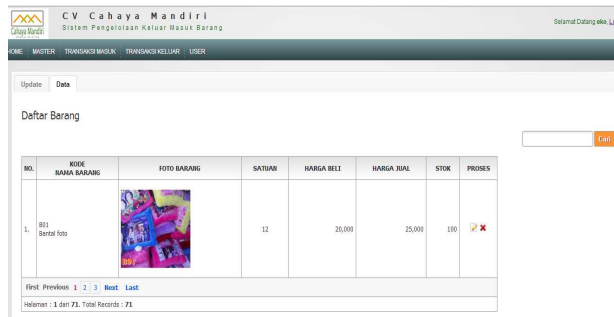 CV Cahaya Mandiri
Cahaya Mandiri
Sistem Pengelolaan Keluar Masuk Barang
Selamat Datang eko,
HOME MASTER TRANSAKSI MASUK TRANSAKSI KELUAR USER
Update Data
Daftar Barang
Cari
NO. KODE NAMA BARANG FOTO BARANG SATUAN HARGA BELI HARGA JUAL STOK PROSES
1. B01 Bantal foto 12 20,000 25,000 100
B01
First Previous 1 2 3 Next Last
Halaman : 1 dari 71. Total Records : 71